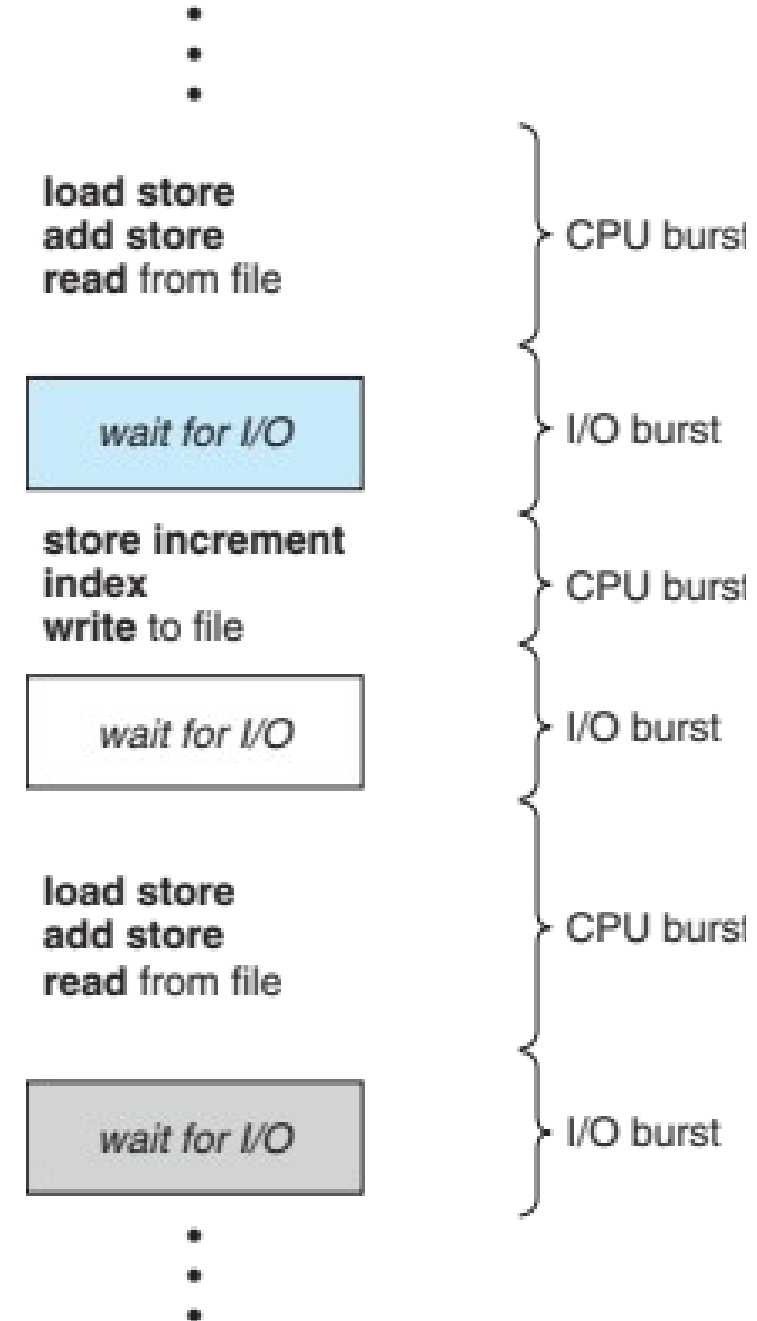 load store
add store
read from file
CPU burst
wait for I/O
I/O burst
store increment
index
write to file
CPU burst
wait for I/O
I/O burst
load store
add store
read from file
CPU burst
wait for I/O
I/O burst